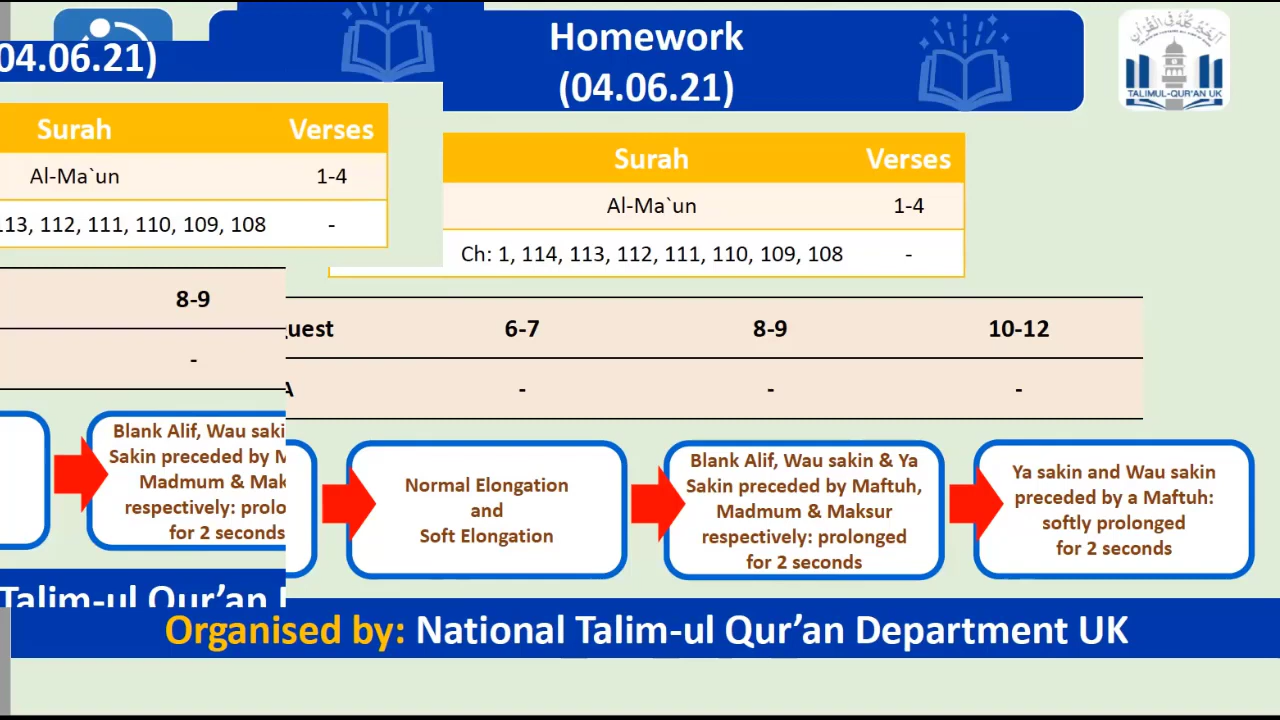 Homework
04.06.21)
(04.06.21)
TALIMUL-QUR'AN UK
Surah Verses
Al-Ma`un 1-4
113, 112, 111, 110, 109, 108 -
Surah Verses
Al-Ma`un 1-4
Ch: 1, 114, 113, 112, 111, 110, 109, 108 -
8-9
-
6-7 8-9 10-12
- - -
Blank Alif, Wau saki
Sakin preceded by M
Madmum & Mak
respectively: prolo
for 2 seconds
Normal Elongation
and
Soft Elongation
Blank Alif, Wau sakin & Ya
Sakin preceded by Maftuh,
Madmum & Maksur
respectively: prolonged
for 2 seconds
Ya sakin and Wau sakin
preceded by a Maftuh:
softly prolonged
for 2 seconds
Talim-ul Qur’an
Organised by: National Talim-ul Qur’an Department UK